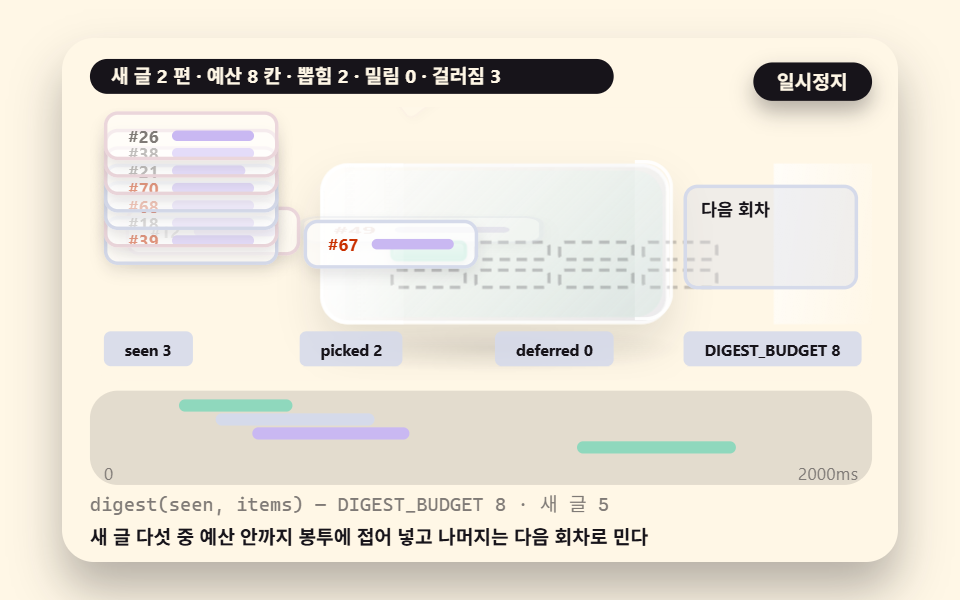 새 글 2 편 · 예산 8 칸 · 뽑힘 2 · 밀림 0 · 걸러짐 3
일시정지
#26
#38
#21
#70
#68
#18
#39
#49
#67
다음 회차
seen 3
picked 2
deferred 0
DIGEST_BUDGET 8
0
2000ms
digest(seen, items) — DIGEST_BUDGET 8 · 새 글 5
새 글 다섯 중 예산 안까지 봉투에 접어 넣고 나머지는 다음 회차로 민다